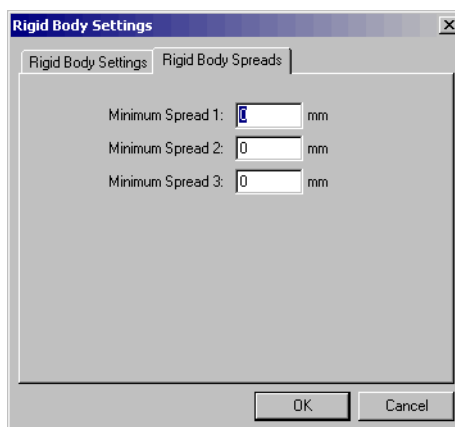 Rigid Body Settings
Rigid Body Settings Rigid Body Spreads
Minimum Spread 1: 0 mm
Minimum Spread 2: 0 mm
Minimum Spread 3: 0 mm
OK Cancel